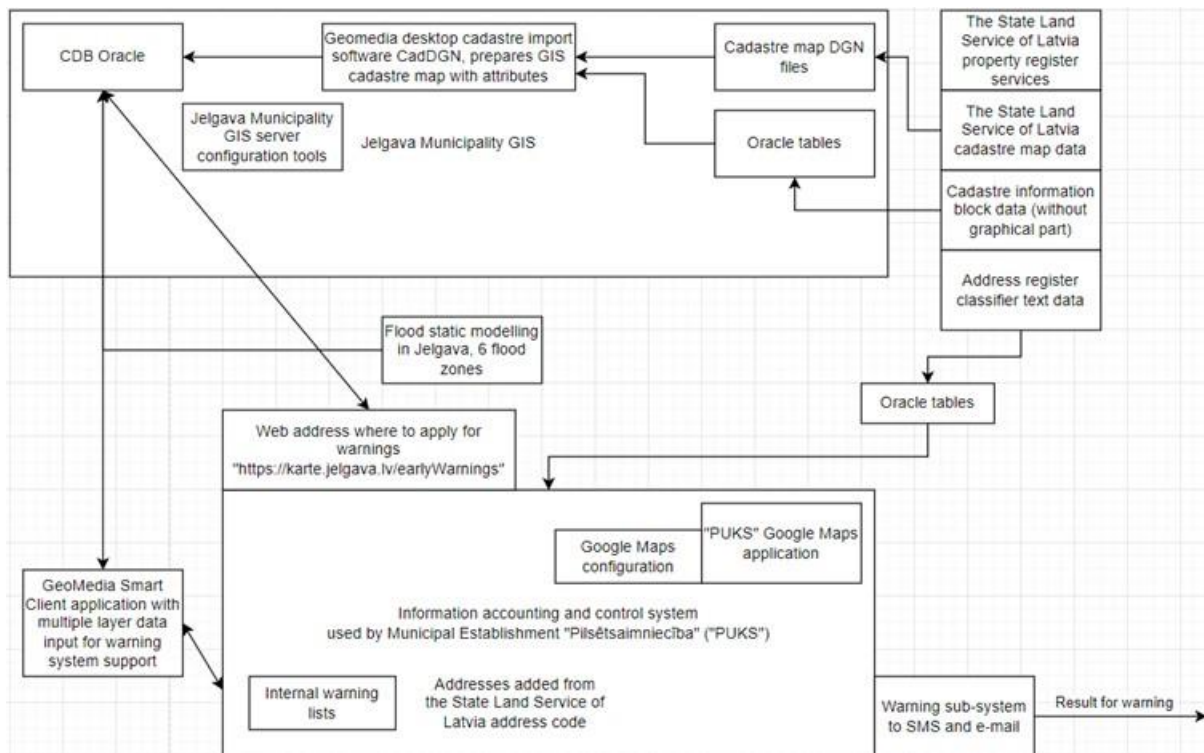 CDB Oracle
Geomedia desktop cadastre import
software CadDGN, prepares GIS
cadastre map with attributes
Cadastre map DGN
files
The State Land
Service of Latvia
property register
services
Jelgava Municipality
GIS server
configuration tools
Jelgava Municipality GIS
Oracle tables
The State Land
Service of Latvia
cadastre map data
Cadastre information
block data (without
graphical part)
Address register
classifier text data
Flood static modelling
in Jelgava, 6 flood
zones
Oracle tables
Web address where to apply for
warnings
"https://karte.jelgava.lv/earlyWarnings"
Google Maps
configuration
"PUKS" Google Maps
application
GeoMedia Smart
Client application with
multiple layer data
input for warning
system support
Information accounting and control system
used by Municipal Establishment "Pilsētsaimniecība" ("PUKS")
Internal warning
lists
Addresses added from
the State Land Service of
Latvia address code
Warning sub-system
to SMS and e-mail
Result for warning